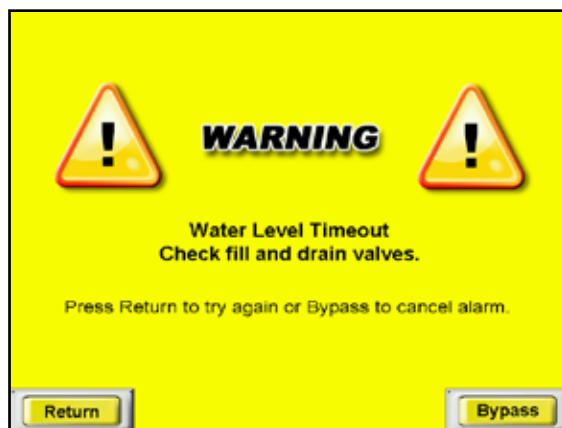 !
WARNING
!
Water Level Timeout
Check fill and drain valves.
Press Return to try again or Bypass to cancel alarm.
Return
Bypass